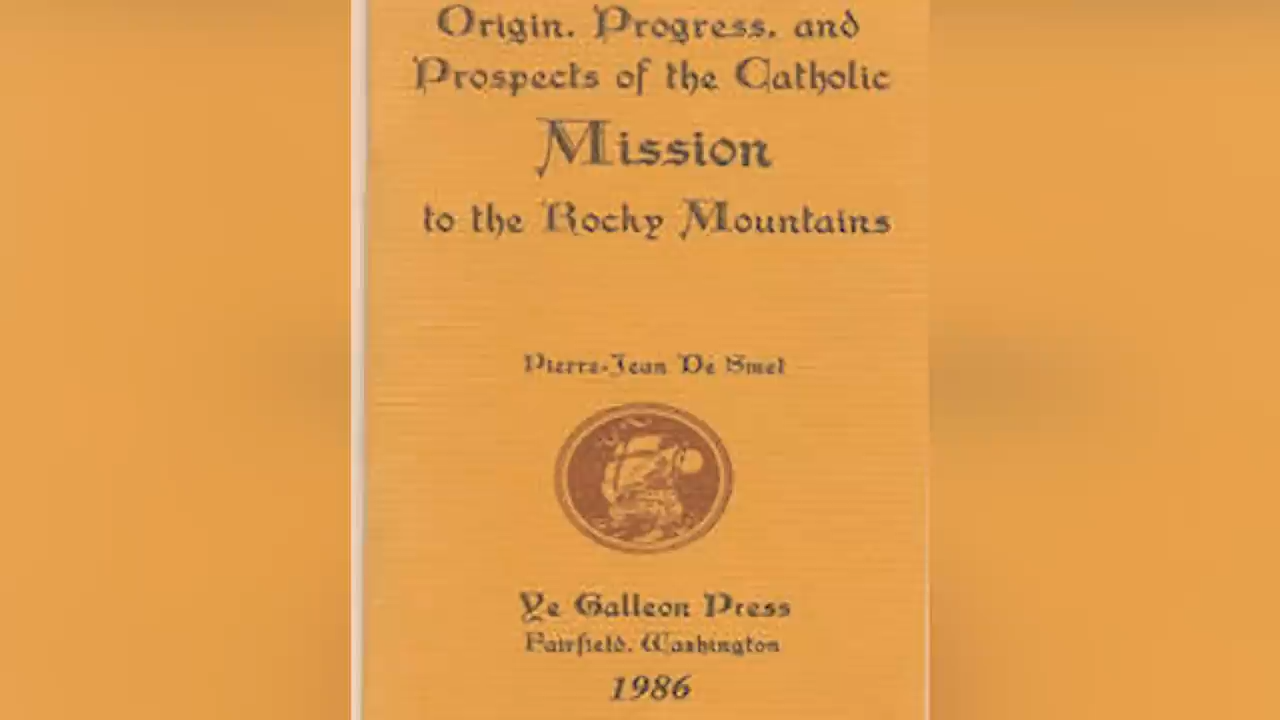 Origin, Progress, and
Prospects of the Catholic
Mission
to the Rocky Mountains
Pierre-Jean De Smet
Ye Galleon Press
Fairfield, Washington
1986